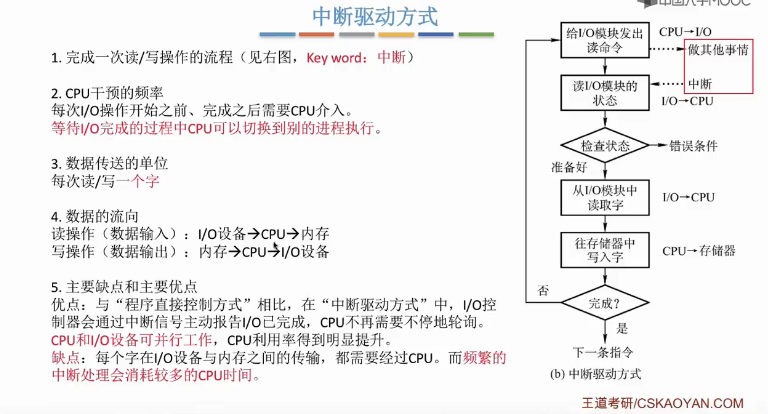 中断驱动方式
1. 完成一次读/写操作的流程（见右图，Key word：中断）
2. CPU干预的频率
每次I/O操作开始之前、完成之后需要CPU介入。
等待I/O完成的过程中CPU可以切换到别的进程执行。
3. 数据传送的单位
每次读/写一个字
4. 数据的流向
读操作（数据输入）：I/O设备→CPU→内存
写操作（数据输出）：内存→CPU→I/O设备
5. 主要缺点和主要优点
优点：与“程序直接控制方式”相比，在“中断驱动方式”中，I/O控
制器会通过中断信号主动报告I/O已完成，CPU不再需要不停地轮询。
CPU和I/O设备可并行工作，CPU利用率得到明显提升。
缺点：每个字在I/O设备与内存之间的传输，都需要经过CPU。而频繁的
中断处理会消耗较多的CPU时间。
给I/O模块发出
读命令
CPU→I/O
做其他事情
读I/O模块的
状态
中断
I/O→CPU
检查状态
错误条件
准备好
从I/O模块中
读取字
I/O→CPU
往存储器中
写入字
CPU→存储器
否
完成？
是
下一条指令
(b) 中断驱动方式
王道考研/CSKAOYAN.COM